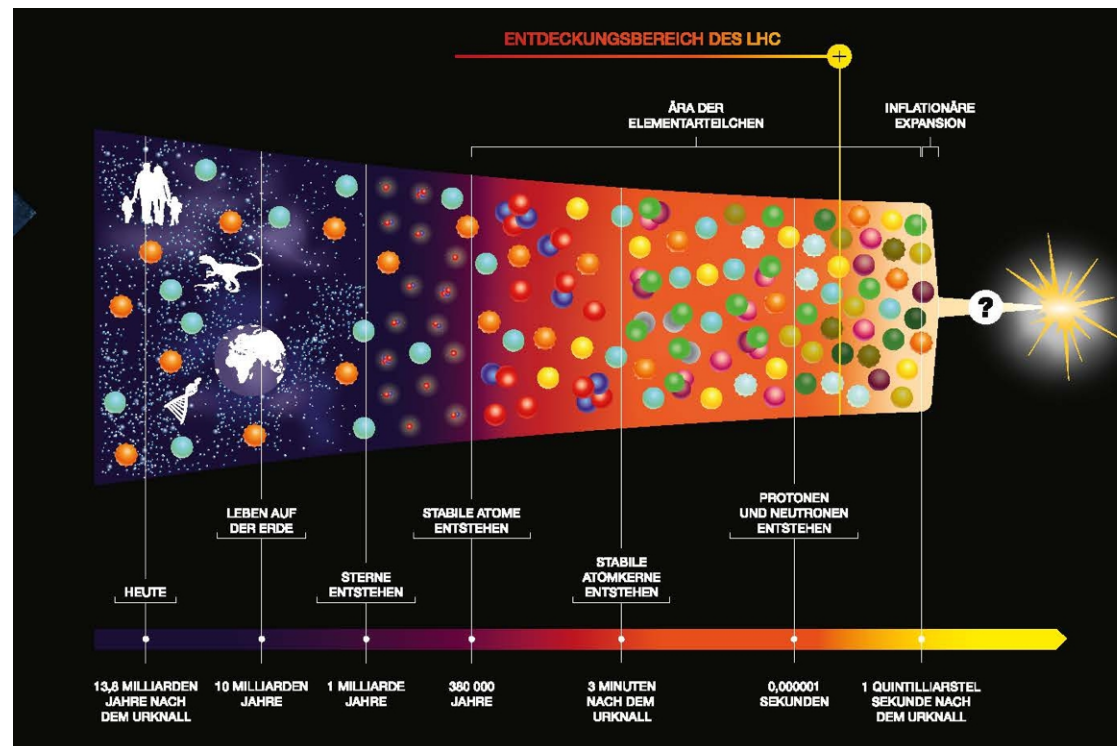 ENTDECKUNGSBEREICH DES LHC
+
ÄRA DER
ELEMENTARTEILCHEN
INFLATIONÄRE
EXPANSION
?
LEBEN AUF
DER ERDE
STABILE ATOME
ENTSTEHEN
PROTONEN
UND NEUTRONEN
ENTSTEHEN
HEUTE
STERNE
ENTSTEHEN
STABILE
ATOMKERNE
ENTSTEHEN
13,8 MILLIARDEN
JAHRE NACH
DEM URKNALL
10 MILLIARDEN
JAHRE
1 MILLIARDE
JAHRE
380 000
JAHRE
3 MINUTEN
NACH DEM
URKNALL
0,000001
SEKUNDEN
1 QUINTILLIARSTEL
SEKUNDE NACH
DEM URKNALL